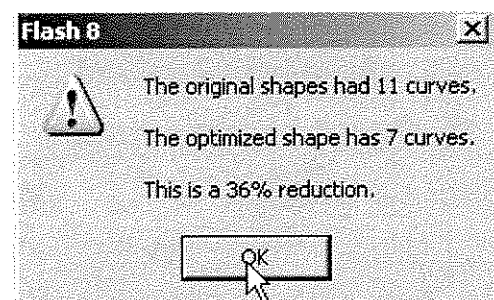 Flash 8
The original shapes had 11 curves.
The optimized shape has 7 curves.
This is a 36% reduction.
OK